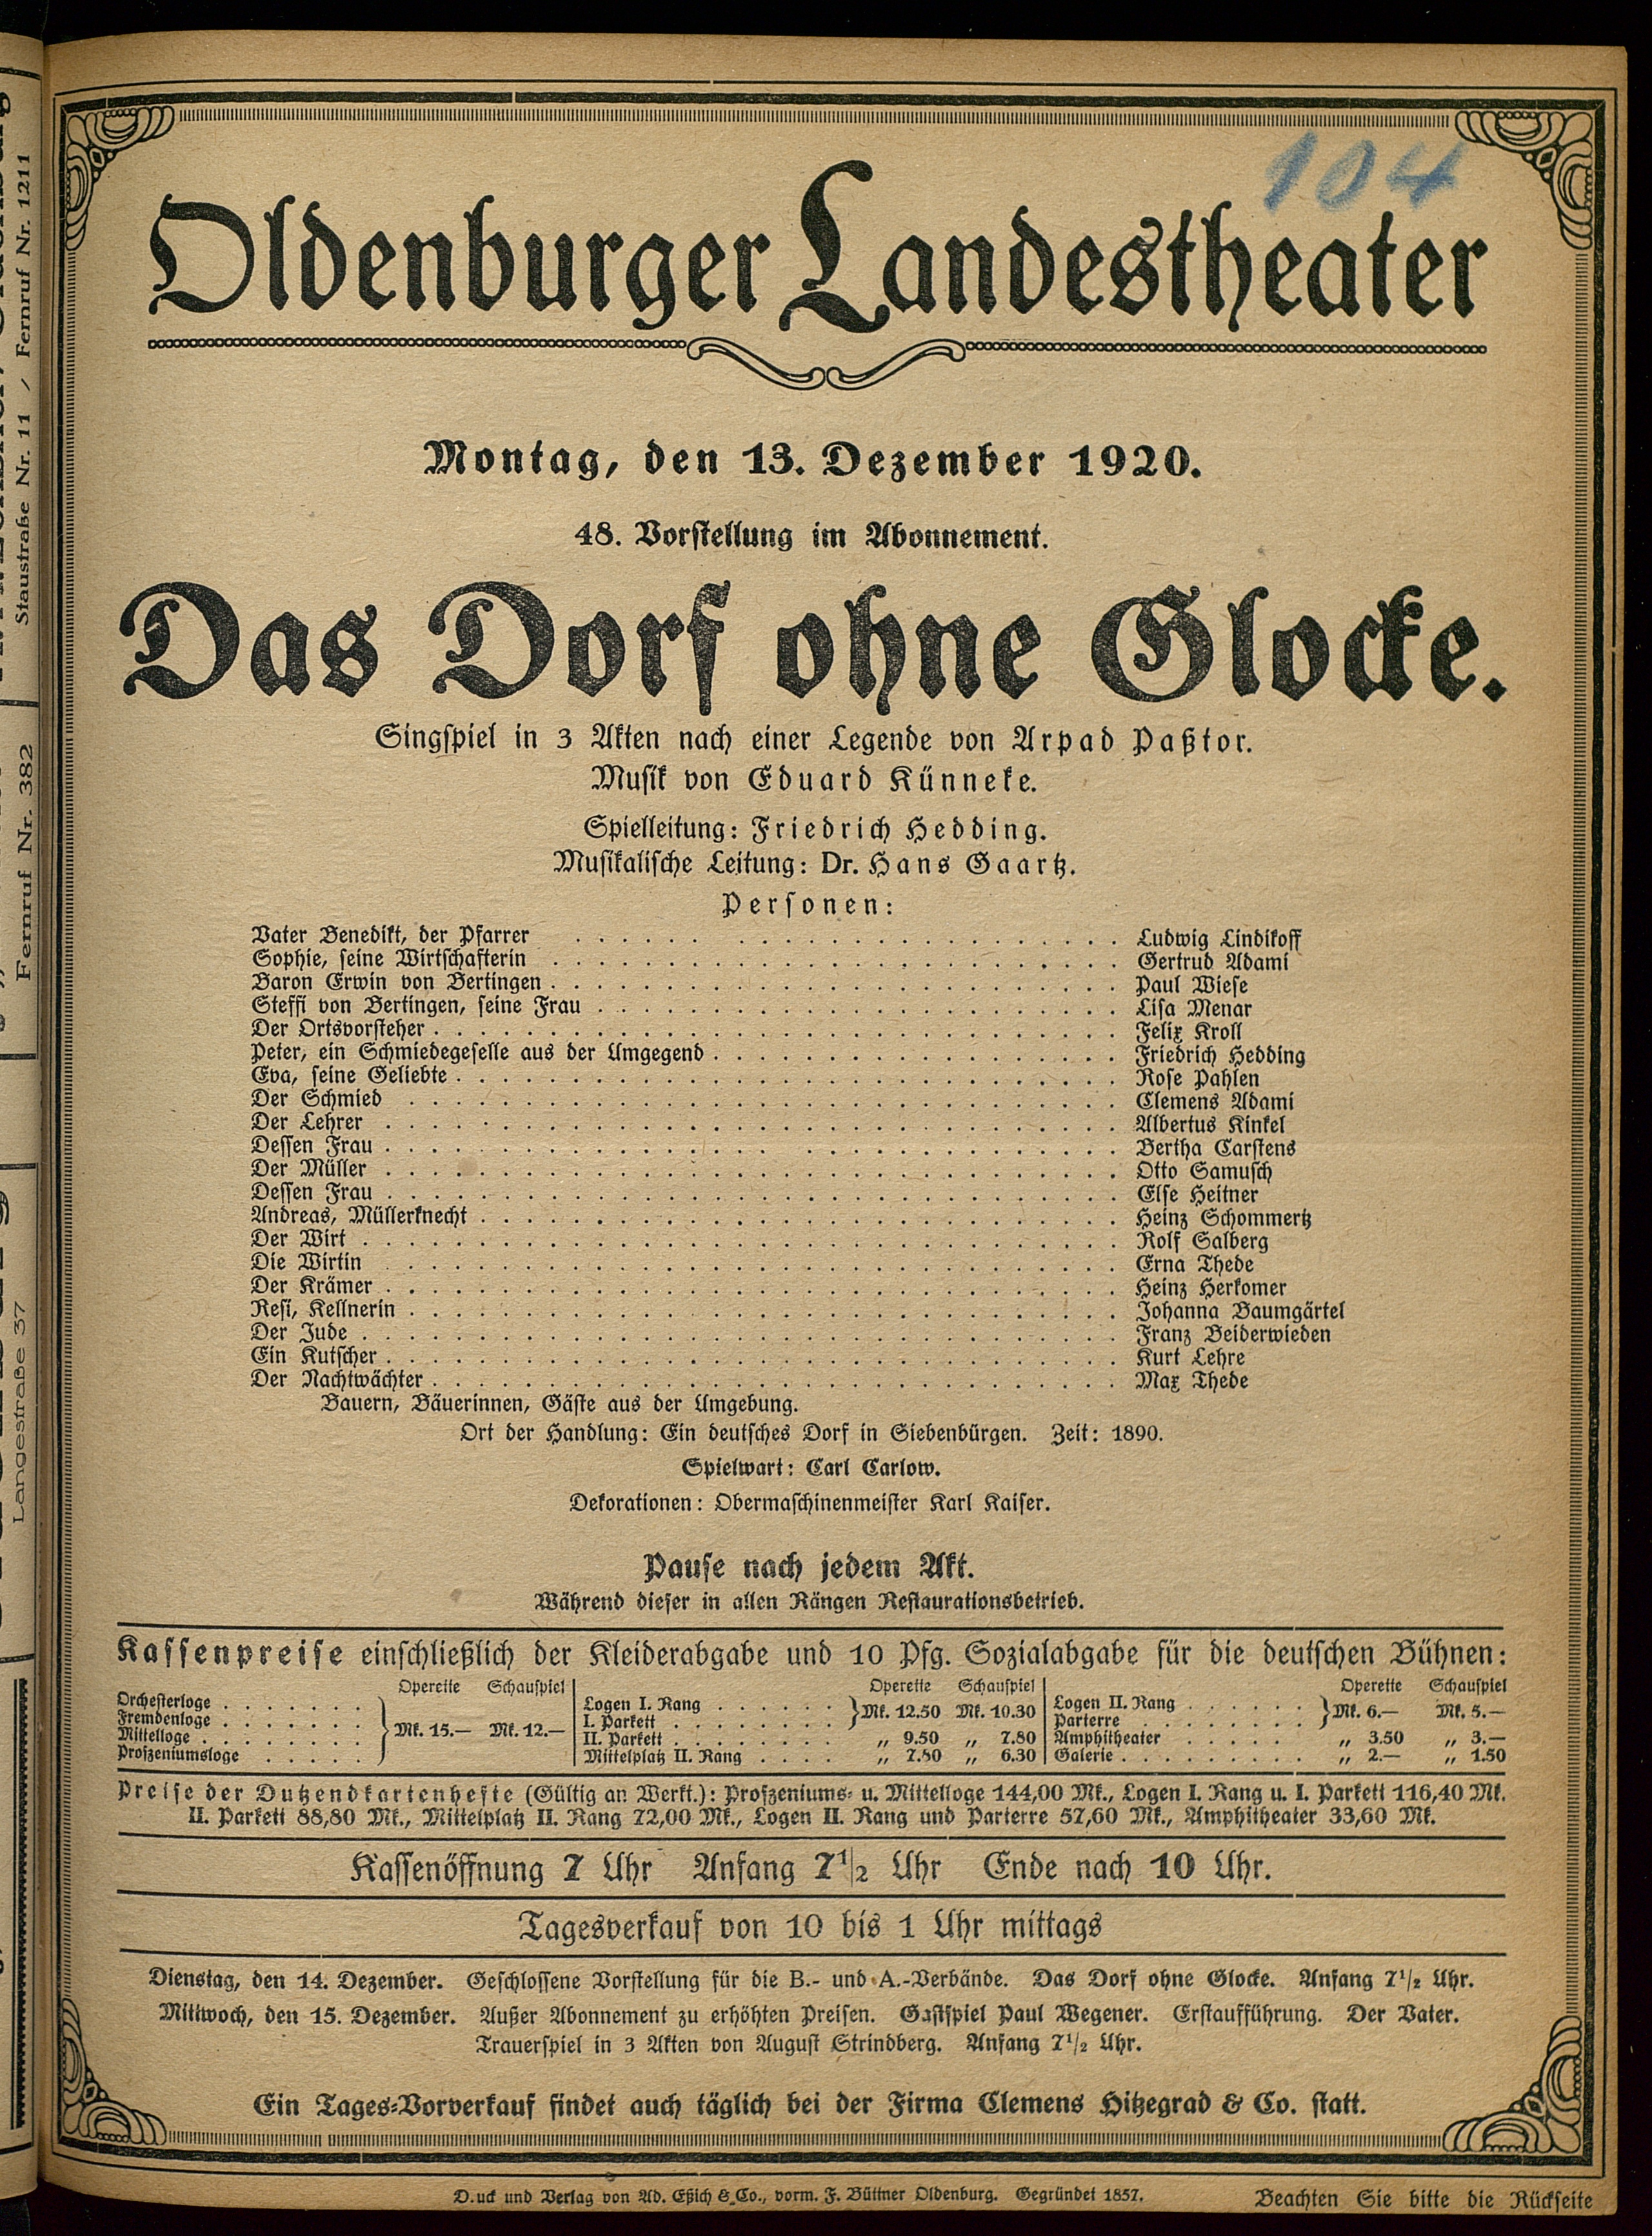 104
Oldenburger Landestheater
Montag, den 13. Dezember 1920.
48. Vorstellung im Abonnement.
Das Dorf ohne Glocke.
Singspiel in 3 Akten nach einer Legende von Arpad Paßtor.
Musik von Eduard Künneke.
Spielleitung: Friedrich Hedding.
Musikalische Leitung: Dr. Hans Gaartz.
Personen:
Vater Benedikt, der Pfarrer . . . . . Ludwig Lindikoff
Sophie, seine Wirtschafterin . . . . . Gertrud Adami
Baron Erwin von Bertingen . . . . . Paul Wiese
Steffi von Bertingen, seine Frau . . . . . Lisa Menar
Der Ortsvorsteher . . . . . Felix Kroll
Peter, ein Schmiedegeselle aus der Umgegend . . . . . Friedrich Hedding
Eva, seine Geliebte . . . . . Rose Pahlen
Der Schmied . . . . . Clemens Adami
Der Lehrer . . . . . Albertus Kinkel
Dessen Frau . . . . . Bertha Carstens
Der Müller . . . . . Otto Samusch
Dessen Frau . . . . . Else Heitner
Andreas, Müllerknecht . . . . . Heinz Schommertz
Der Wirt . . . . . Rolf Salberg
Die Wirtin . . . . . Erna Thede
Der Krämer . . . . . Heinz Herkomer
Resi, Kellnerin . . . . . Johanna Baumgärtel
Der Jude . . . . . Franz Beiderwieden
Ein Kutscher . . . . . Kurt Lehre
Der Nachtwächter . . . . . Max Thede
Bauern, Bäuerinnen, Gäste aus der Umgebung.
Ort der Handlung: Ein deutsches Dorf in Siebenbürgen. Zeit: 1890.
Spielwart: Carl Carlow.
Dekorationen: Obermaschinenmeister Karl Kaiser.
Pause nach jedem Akt.
Während dieser in allen Rängen Restaurationsbetrieb.
Kassenpreise einschließlich der Kleiderabgabe und 10 Pfg. Sozialabgabe für die deutschen Bühnen:
Operette Schauspiel
Orchesterloge . . . . .
Fremdenloge . . . . .
Mittelloge . . . . .
Proszeniumsloge . . . . .
Mk. 15.— Mk. 12.—
Operette Schauspiel
Logen I. Rang . . . . .
I. Parkett . . . . .
Mk. 12.50 Mk. 10.30
II. Parkett . . . . . „ 9.50 „ 7.80
Mittelplatz II. Rang . . . . „ 7.80 „ 6.30
Operette Schauspiel
Logen II. Rang . . . . .
Parterre . . . . .
Mk. 6.— Mk. 5.—
Amphitheater . . . . . „ 3.50 „ 3.—
Galerie . . . . . „ 2.— „ 1.50
Preise der Dutzendkartenhefte (Gültig an Werkt.): Proszeniums- u. Mittelloge 144,00 Mk., Logen I. Rang u. I. Parkett 116,40 Mk.
II. Parkett 88,80 Mk., Mittelplatz II. Rang 72,00 Mk., Logen II. Rang und Parterre 57,60 Mk., Amphitheater 33,60 Mk.
Kassenöffnung 7 Uhr Anfang 7 1/2 Uhr Ende nach 10 Uhr.
Tagesverkauf von 10 bis 1 Uhr mittags
Dienstag, den 14. Dezember. Geschlossene Vorstellung für die B.- und A.-Verbände. Das Dorf ohne Glocke. Anfang 7 1/2 Uhr.
Mittwoch, den 15. Dezember. Außer Abonnement zu erhöhten Preisen. Gastspiel Paul Wegener. Erstaufführung. Der Vater.
Trauerspiel in 3 Akten von August Strindberg. Anfang 7 1/2 Uhr.
Ein Tages-Vorverkauf findet auch täglich bei der Firma Clemens Hitzegrad & Co. statt.
D.uck und Verlag von Ad. Eßich & Co., vorm. F. Büttner Oldenburg. Gegründet 1857.
Beachten Sie bitte die Rückseite
Staustraße Nr. 11 / Fernruf Nr. 1211
Fernruf Nr. 382
Langestraße 37